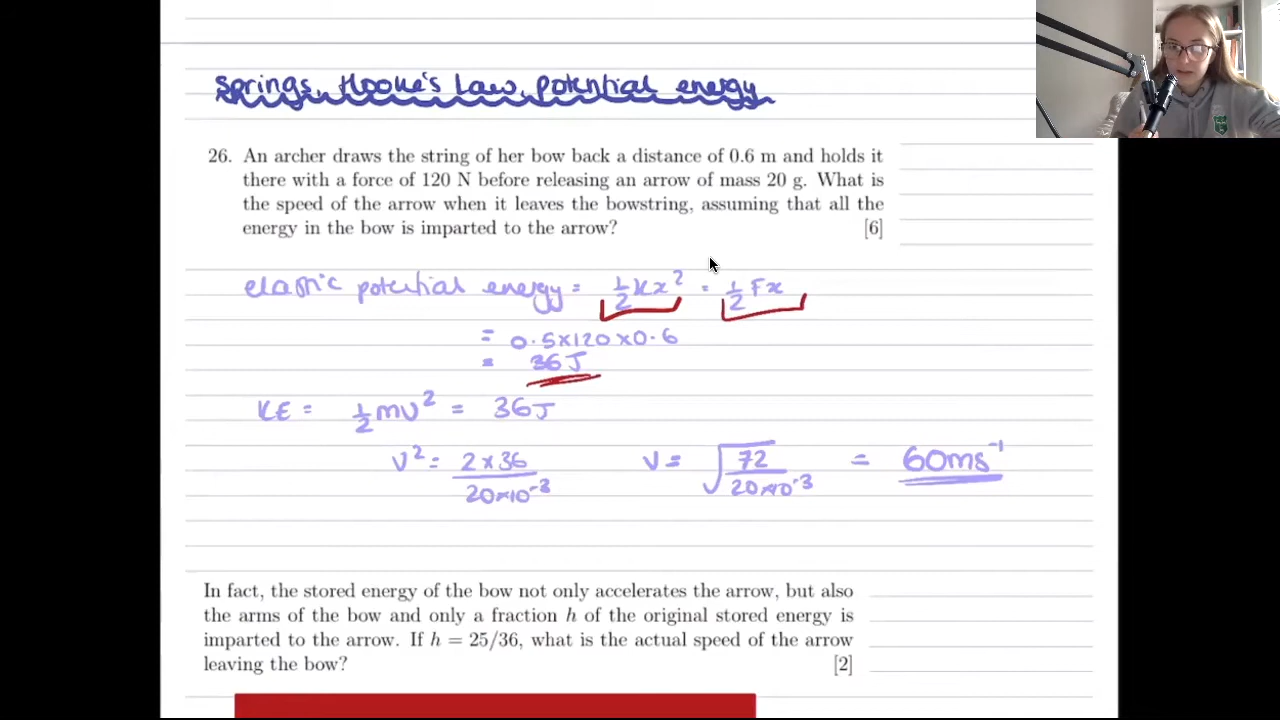 Springs, Hooke's Law, potential energy
26. An archer draws the string of her bow back a distance of 0.6 m and holds it
there with a force of 120 N before releasing an arrow of mass 20 g. What is
the speed of the arrow when it leaves the bowstring, assuming that all the
energy in the bow is imparted to the arrow? [6]
elastic potential energy = ½kx² = ½Fx
= 0.5×120×0.6
= 36J
KE = ½mv² = 36J
v² = 2×36 / 20×10⁻³ v = √(72 / 20×10⁻³) = 60ms⁻¹
In fact, the stored energy of the bow not only accelerates the arrow, but also
the arms of the bow and only a fraction h of the original stored energy is
imparted to the arrow. If h = 25/36, what is the actual speed of the arrow
leaving the bow? [2]